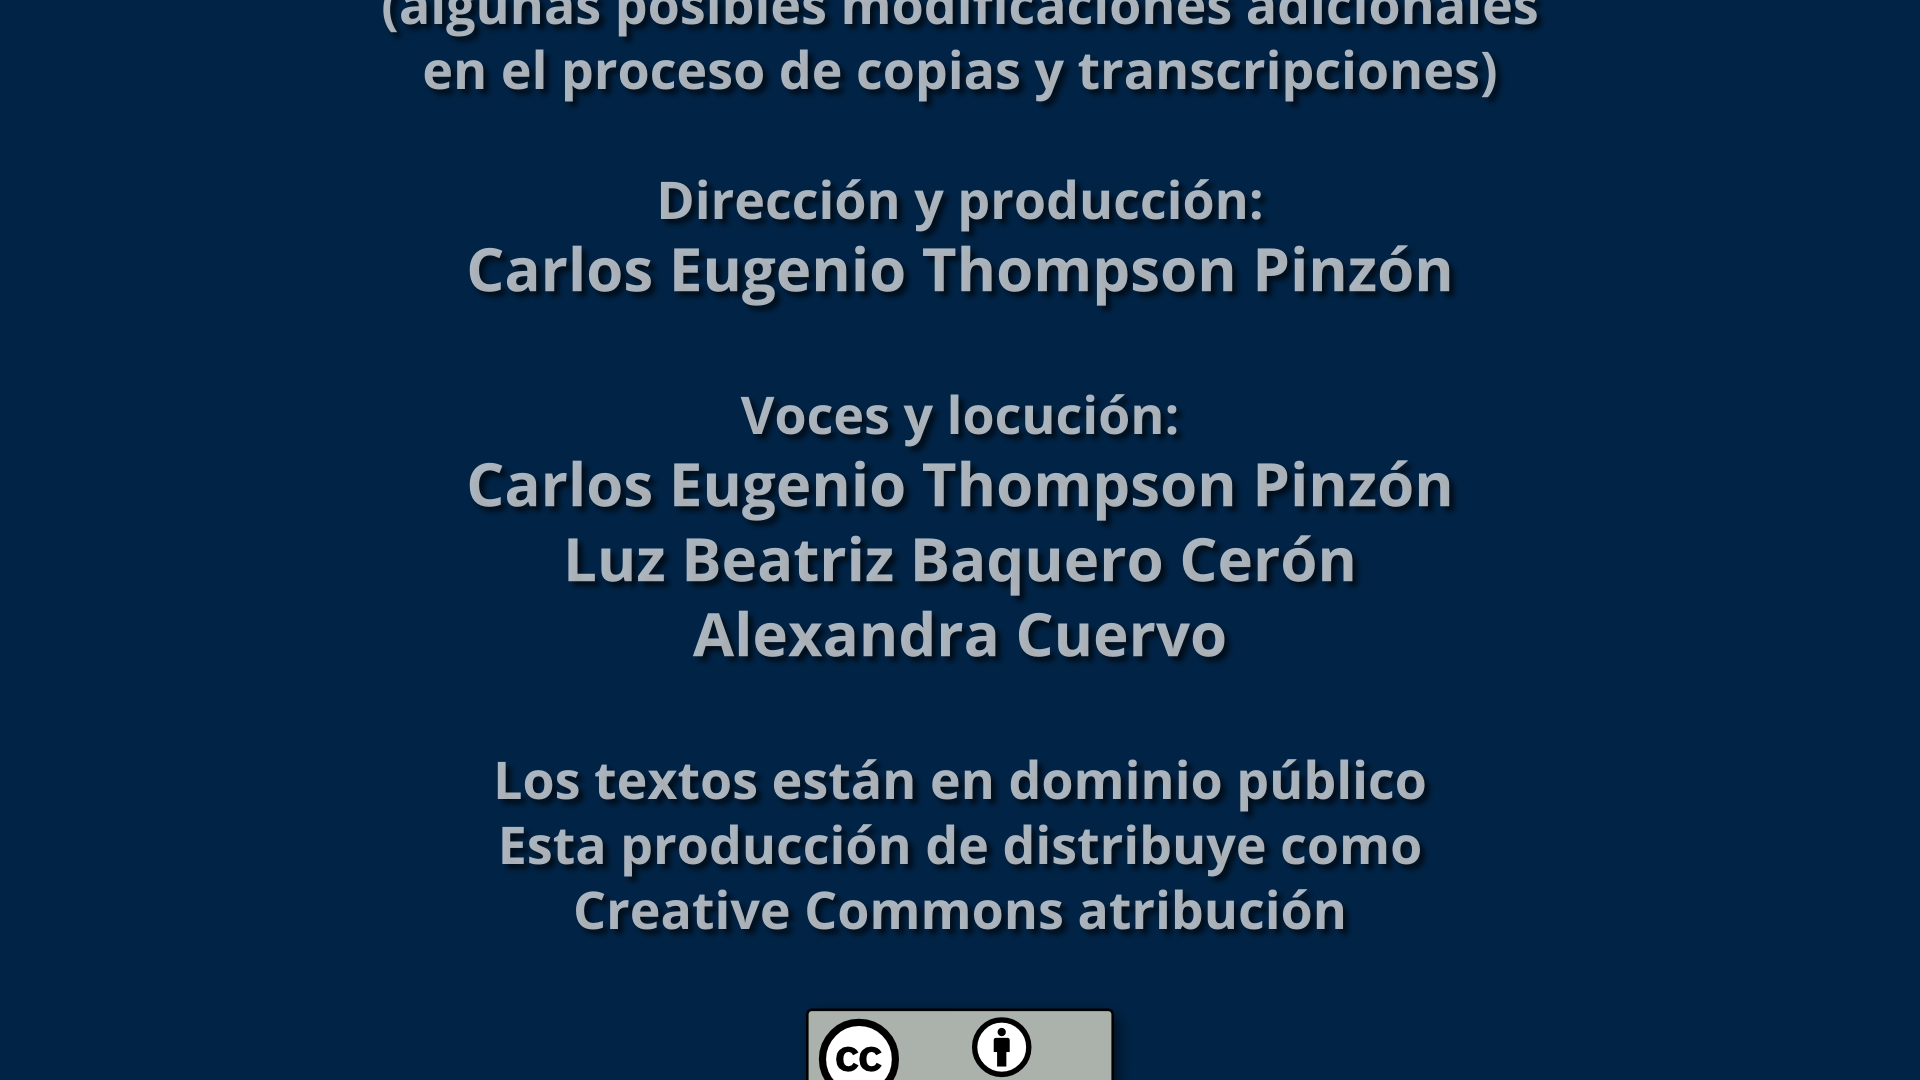 (algunas posibles modificaciones adicionales
en el proceso de copias y transcripciones)
Dirección y producción:
Carlos Eugenio Thompson Pinzón
Voces y locución:
Carlos Eugenio Thompson Pinzón
Luz Beatriz Baquero Cerón
Alexandra Cuervo
Los textos están en dominio público
Esta producción de distribuye como
Creative Commons atribución
cc